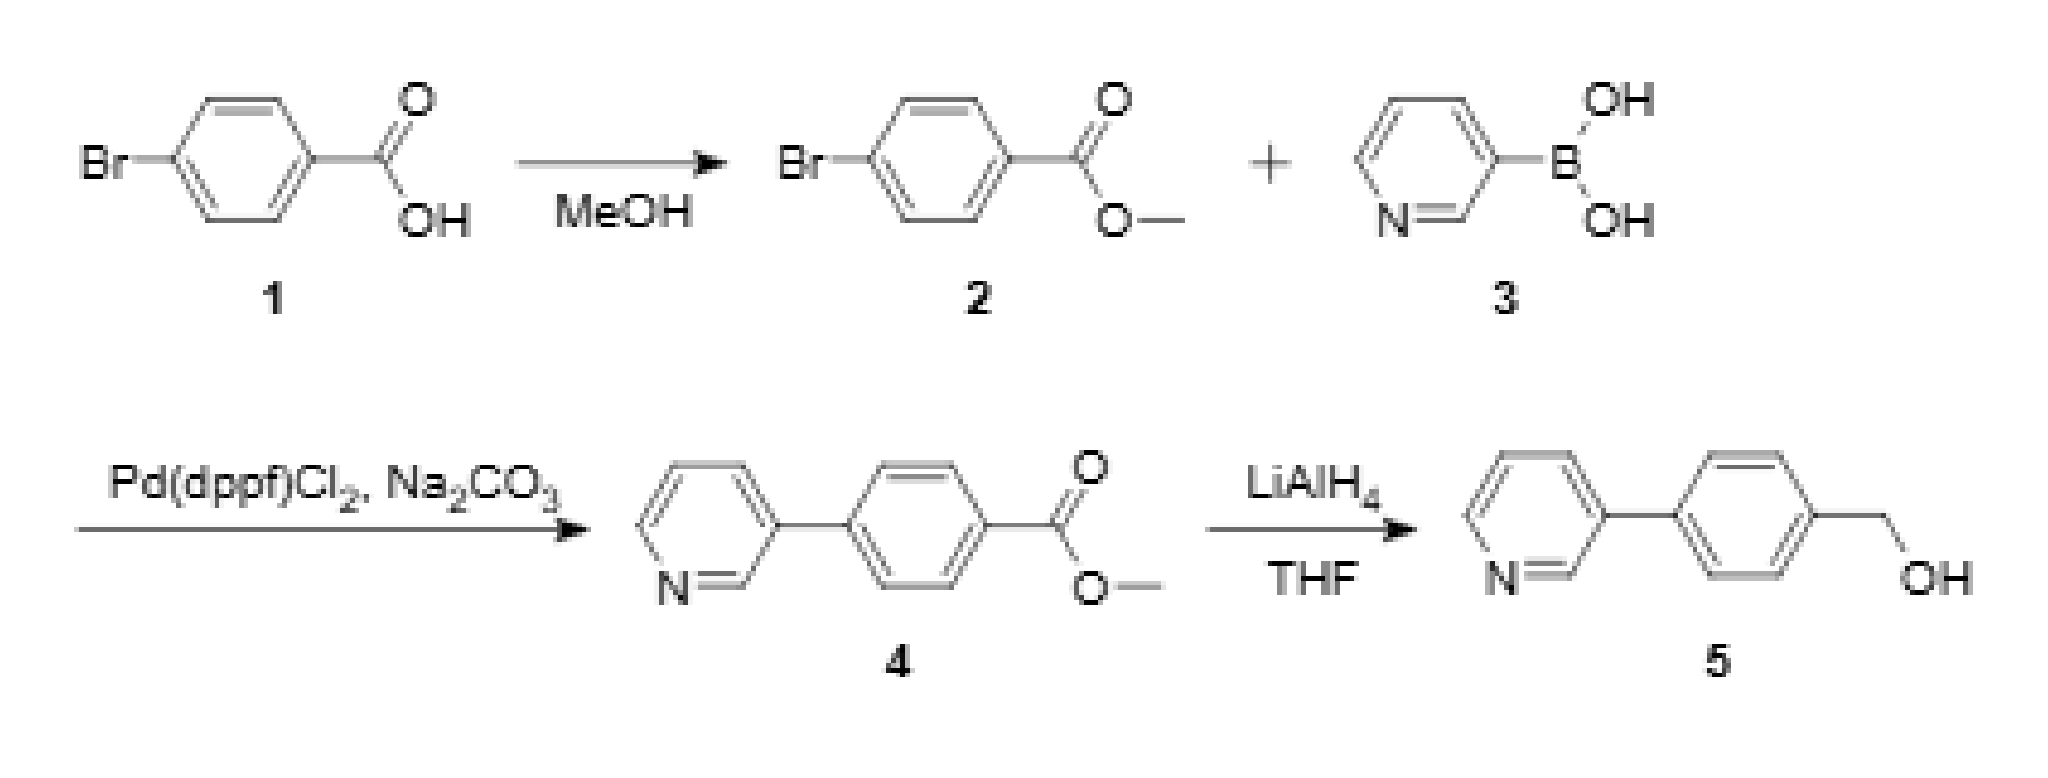 Br O OH MeOH Br O O + N B OH OH
1 2 3
Pd(dppf)Cl₂, Na₂CO₃ N O O LiAlH₄ THF N OH
4 5